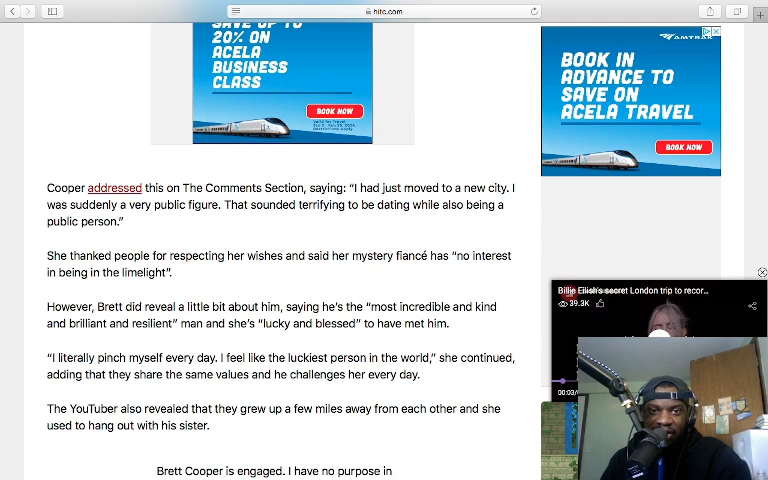 hitc.com
SAVE UP TO
20% ON
ACELA
BUSINESS
CLASS
BOOK NOW
AMTRAK
BOOK IN
ADVANCE TO
SAVE ON
ACELA TRAVEL
BOOK NOW
Cooper addressed this on The Comments Section, saying: “I had just moved to a new city. I
was suddenly a very public figure. That sounded terrifying to be dating while also being a
public person.”
She thanked people for respecting her wishes and said her mystery fiancé has “no interest
in being in the limelight”.
However, Brett did reveal a little bit about him, saying he’s the “most incredible and kind
and brilliant and resilient” man and she’s “lucky and blessed” to have met him.
“I literally pinch myself every day. I feel like the luckiest person in the world,” she continued,
adding that they share the same values and he challenges her every day.
The YouTuber also revealed that they grew up a few miles away from each other and she
used to hang out with his sister.
Brett Cooper is engaged. I have no purpose in
Billie Eilish's secret London trip to recor...
39.3K
00:03/